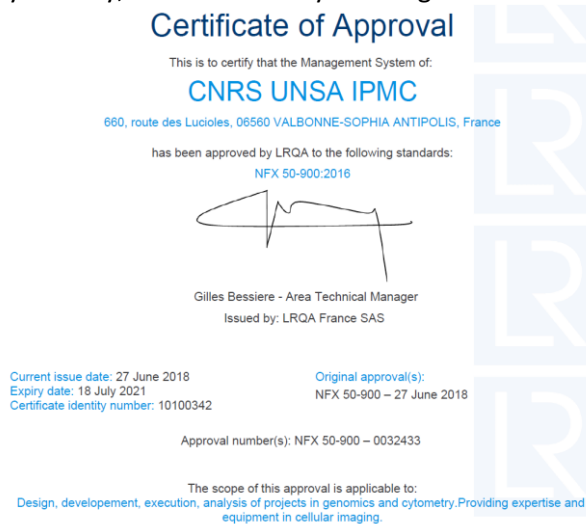 Certificate of Approval
This is to certify that the Management System of:
CNRS UNSA IPMC
660, route des Lucioles, 06560 VALBONNE-SOPHIA ANTIPOLIS, France
has been approved by LRQA to the following standards:
NFX 50-900:2016
Gilles Bessiere - Area Technical Manager
Issued by: LRQA France SAS
Current issue date: 27 June 2018
Expiry date: 18 July 2021
Certificate identity number: 10100342
Original approval(s):
NFX 50-900 – 27 June 2018
Approval number(s): NFX 50-900 – 0032433
The scope of this approval is applicable to:
Design, developement, execution, analysis of projects in genomics and cytometry.Providing expertise and
equipment in cellular imaging.